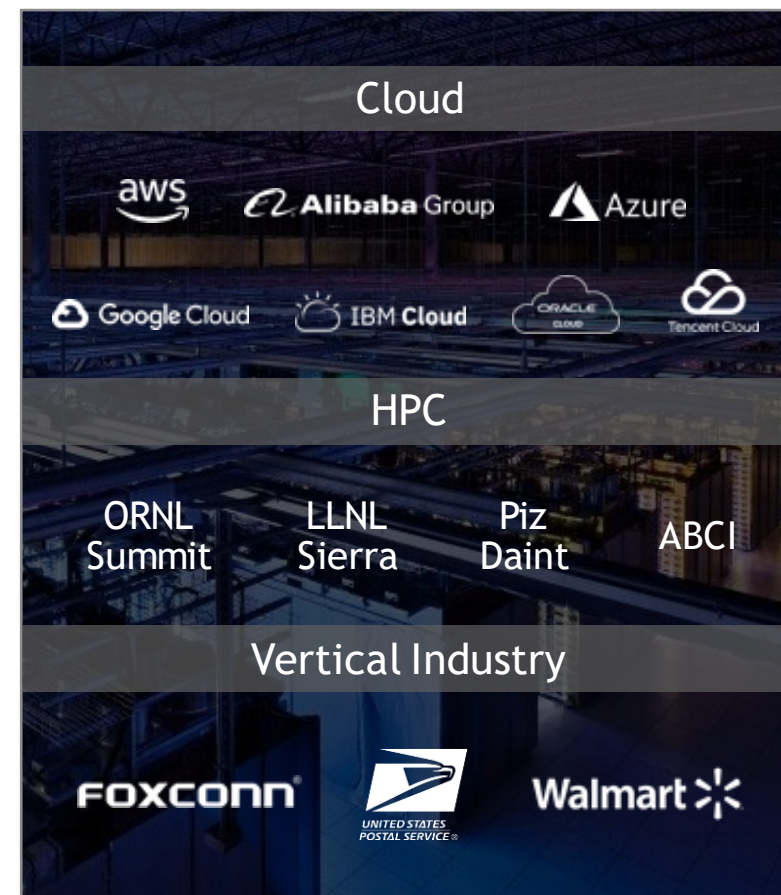 Cloud
aws
Alibaba Group
Azure
Google Cloud
IBM Cloud
ORACLE
CLOUD
Tencent Cloud
HPC
ORNL
Summit
LLNL
Sierra
Piz
Daint
ABCI
Vertical Industry
FOXCONN®
UNITED STATES
POSTAL SERVICE®
Walmart